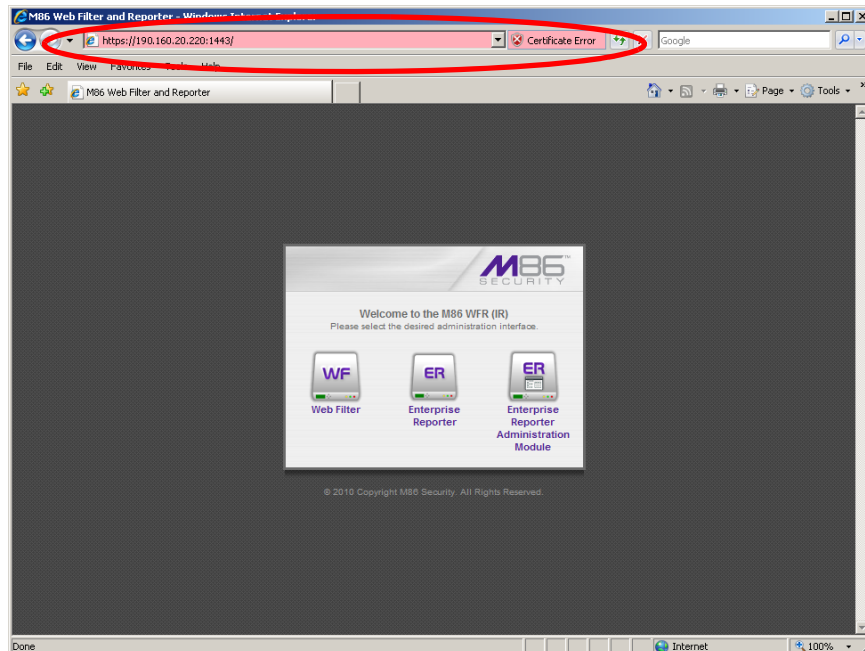 M86 Web Filter and Reporter - Windows Internet Explorer
https://190.160.20.220:1443/
Certificate Error
Google
File Edit View Favorites Tools Help
M86 Web Filter and Reporter
Page
Tools
M86™
SECURITY
Welcome to the M86 WFR (IR)
Please select the desired administration interface.
WF
ER
ER
Web Filter
Enterprise
Reporter
Enterprise
Reporter
Administration
Module
© 2010 Copyright M86 Security. All Rights Reserved.
Done
Internet
100%